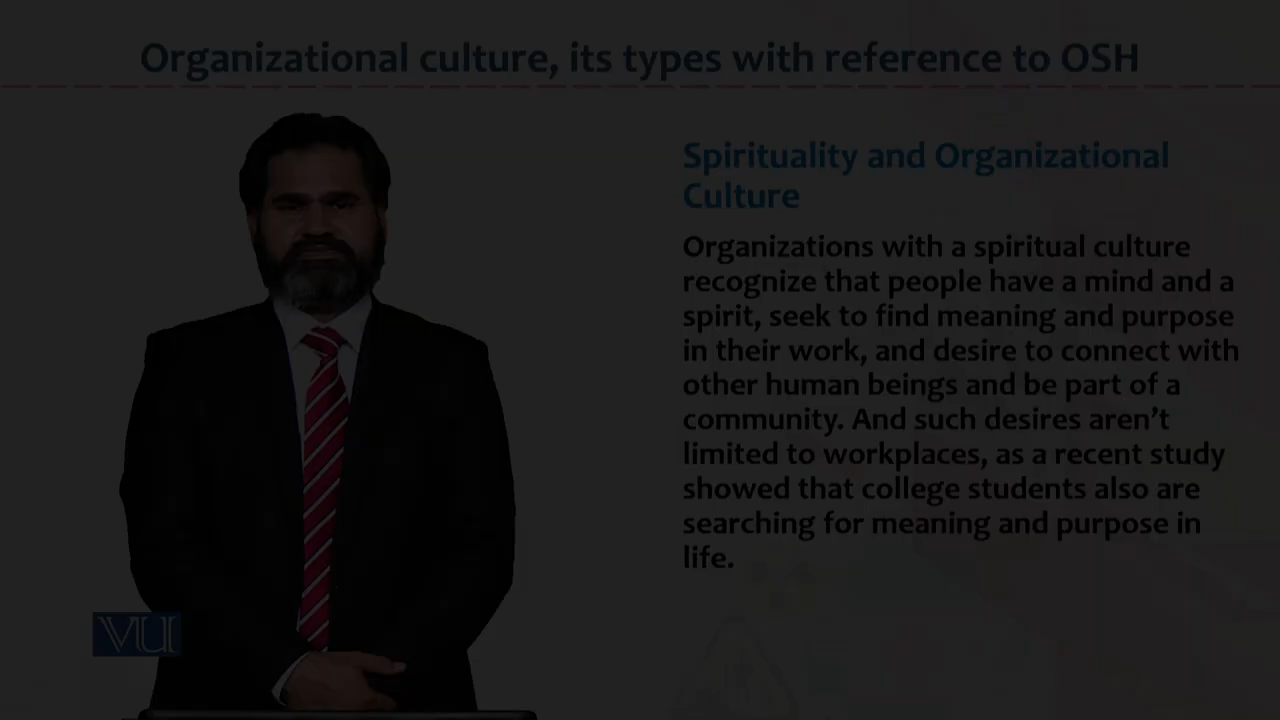 Organizational culture, its types with reference to OSH
Spirituality and Organizational
Culture
Organizations with a spiritual culture
recognize that people have a mind and a
spirit, seek to find meaning and purpose
in their work, and desire to connect with
other human beings and be part of a
community. And such desires aren’t
limited to workplaces, as a recent study
showed that college students also are
searching for meaning and purpose in
life.
VU